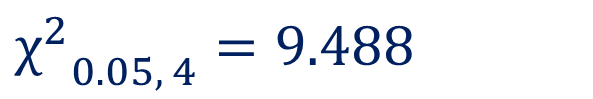 χ²₀.₀₅, ₄ = 9.488